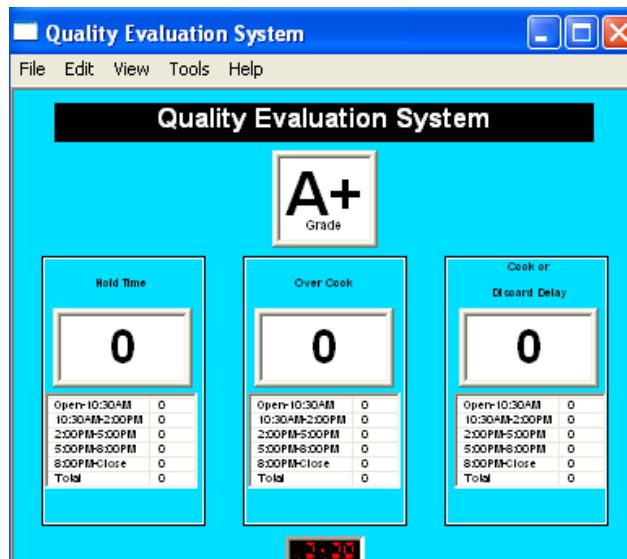 Quality Evaluation System
File Edit View Tools Help
Quality Evaluation System
A+
Grade
Hold Time
0
Open-10:30AM 0
10:30AM-2:00PM 0
2:00PM-5:00PM 0
5:00PM-8:00PM 0
8:00PM-Close 0
Total 0
Over Cook
0
Open-10:30AM 0
10:30AM-2:00PM 0
2:00PM-5:00PM 0
5:00PM-8:00PM 0
8:00PM-Close 0
Total 0
Cook or
Discard Delay
0
Open-10:30AM 0
10:30AM-2:00PM 0
2:00PM-5:00PM 0
5:00PM-8:00PM 0
8:00PM-Close 0
Total 0